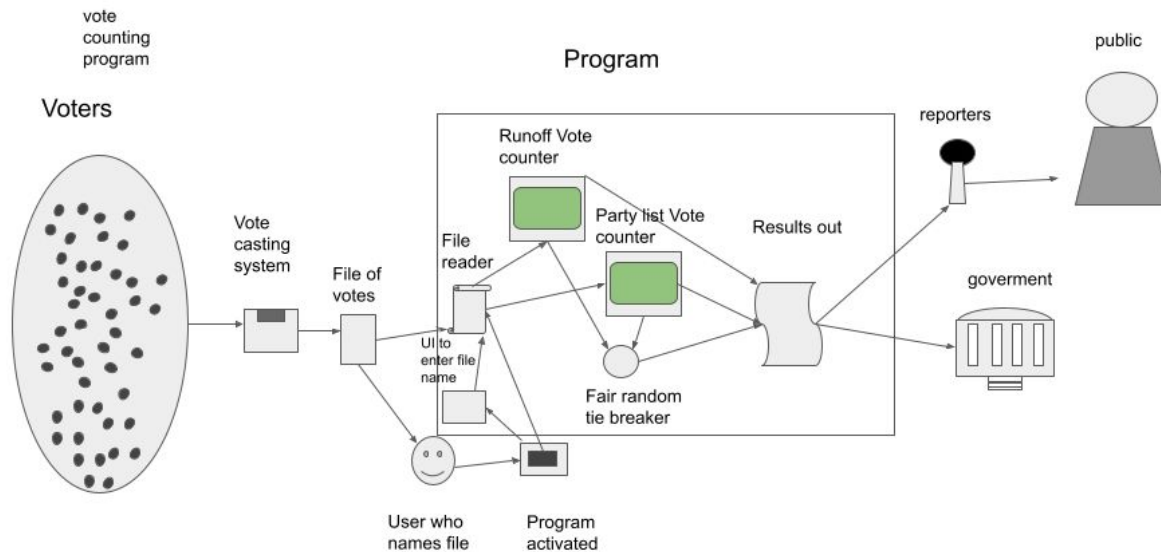 vote
counting
program
Voters
Program
public
reporters
Runoff Vote
counter
Party list Vote
counter
Results out
Vote
casting
system
File of
votes
File
reader
goverment
UI to
enter file
name
Fair random
tie breaker
User who
names file
Program
activated